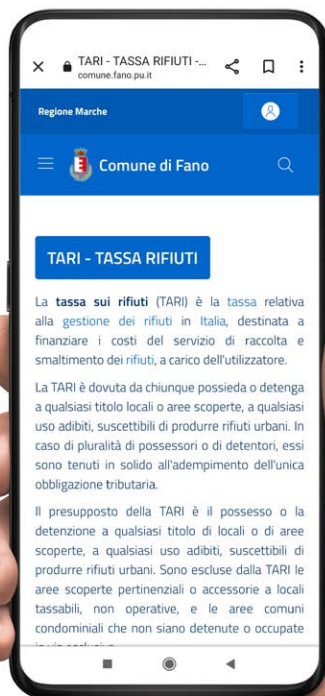 TARI - TASSA RIFIUTI -...
comune.fano.pu.it
Regione Marche
Comune di Fano
TARI - TASSA RIFIUTI
La tassa sui rifiuti (TARI) è la tassa relativa
alla gestione dei rifiuti in Italia, destinata a
finanziare i costi del servizio di raccolta e
smaltimento dei rifiuti, a carico dell'utilizzatore.
La TARI è dovuta da chiunque possieda o detenga
a qualsiasi titolo locali o aree scoperte, a qualsiasi
uso adibiti, suscettibili di produrre rifiuti urbani. In
caso di pluralità di possessori o di detentori, essi
sono tenuti in solido all'adempimento dell'unica
obbligazione tributaria.
Il presupposto della TARI è il possesso o la
detenzione a qualsiasi titolo di locali o di aree
scoperte, a qualsiasi uso adibiti, suscettibili di
produrre rifiuti urbani. Sono escluse dalla TARI le
aree scoperte pertinenziali o accessorie a locali
tassabili, non operative, e le aree comuni
condominiali che non siano detenute o occupate